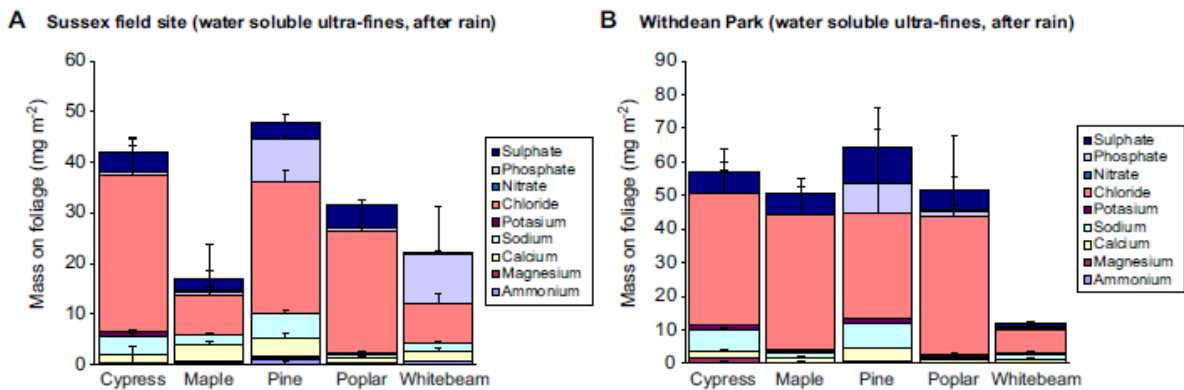 A Sussex field site (water soluble ultra-fines, after rain)
Mass on foliage (mg m-2)
60
50
40
30
20
10
0
Cypress Maple Pine Poplar Whitebeam
Sulphate
Phosphate
Nitrate
Chloride
Potasium
Sodium
Calcium
Magnesium
Ammonium
B Withdean Park (water soluble ultra-fines, after rain)
Mass on foliage (mg m-2)
90
80
70
60
50
40
30
20
10
0
Cypress Maple Pine Poplar Whitebeam
Sulphate
Phosphate
Nitrate
Chloride
Potasium
Sodium
Calcium
Magnesium
Ammonium